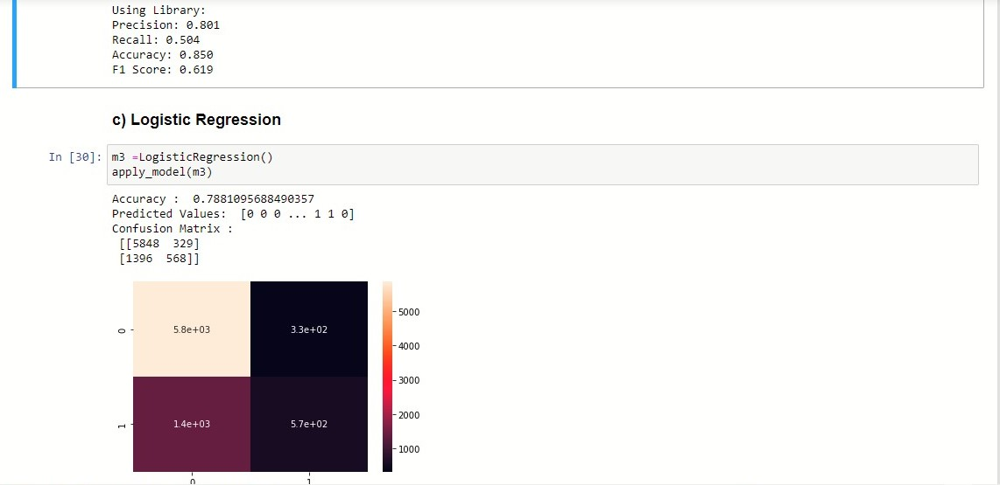 Using Library:
Precision: 0.801
Recall: 0.504
Accuracy: 0.850
F1 Score: 0.619
c) Logistic Regression
In [30]: m3 =LogisticRegression()
apply_model(m3)
Accuracy :  0.7881095688490357
Predicted Values:  [0 0 0 ... 1 1 0]
Confusion Matrix :
[[5848  329]
[1396  568]]
5000
0 5.8e+03 3.3e+02
4000
3000
2000
1 1.4e+03 5.7e+02
1000
0 1